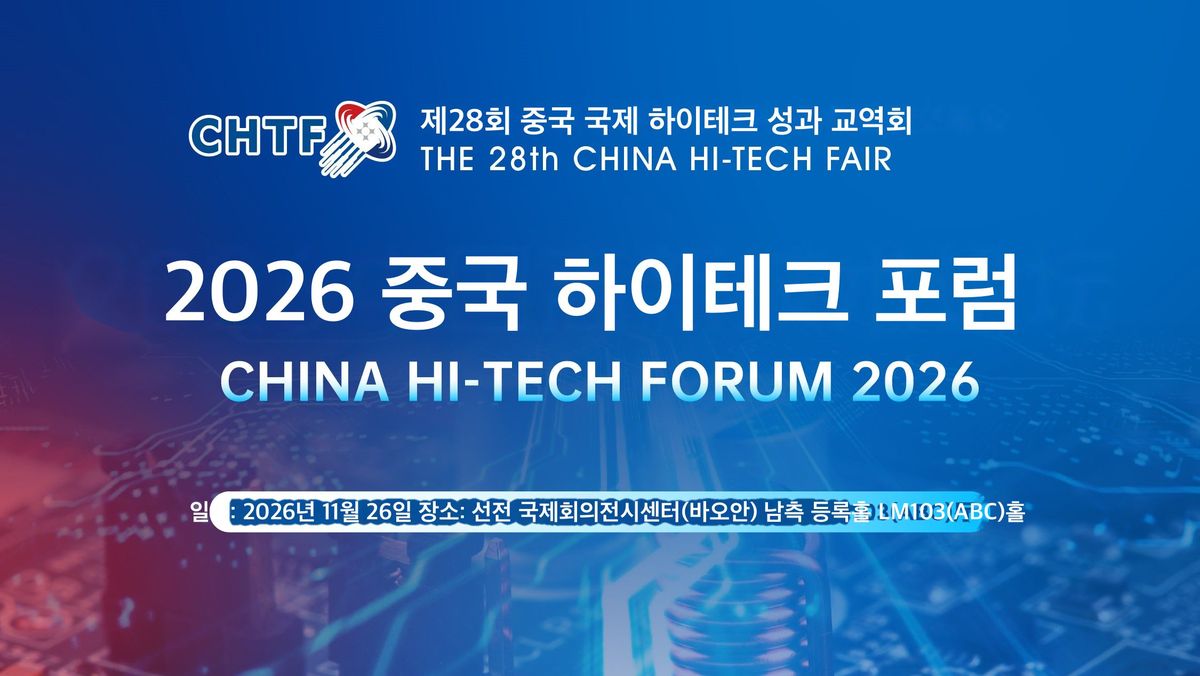 CHTF
제28회 중국 국제 하이테크 성과 교역회
THE 28th CHINA HI-TECH FAIR
2026 중국 하이테크 포럼
CHINA HI-TECH FORUM 2026
: 2026년 11월 26일 장소: 선전 국제회의전시센터(바오안) 남측 등록홀 LM1103(ABC)홀